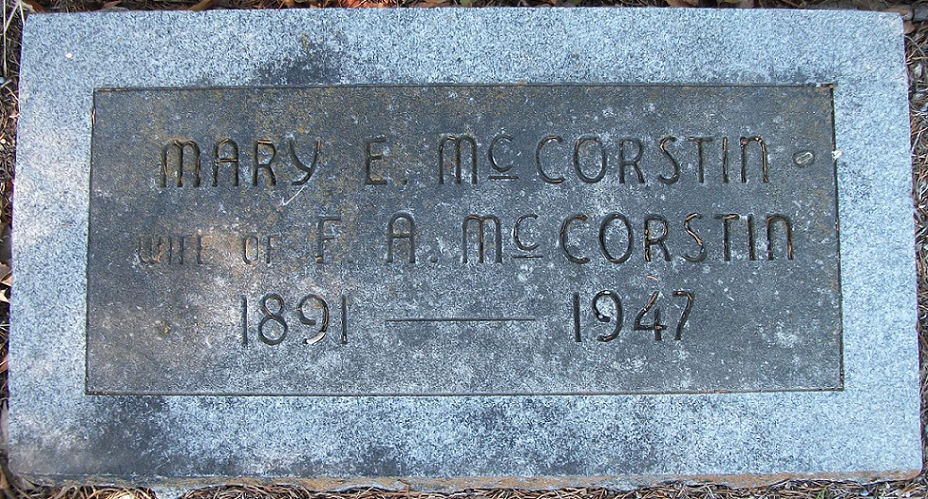 MARY E. McCORSTIN
WIFE OF F. A. McCORSTIN
1891 — 1947